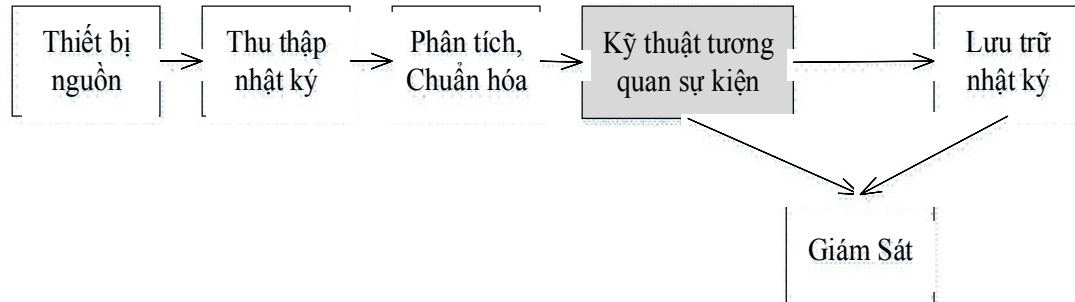 Thiết bị
nguồn
Thu thập
nhật ký
Phân tích,
Chuẩn hóa
Kỹ thuật tương
quan sự kiện
Lưu trữ
nhật ký
Giám Sát